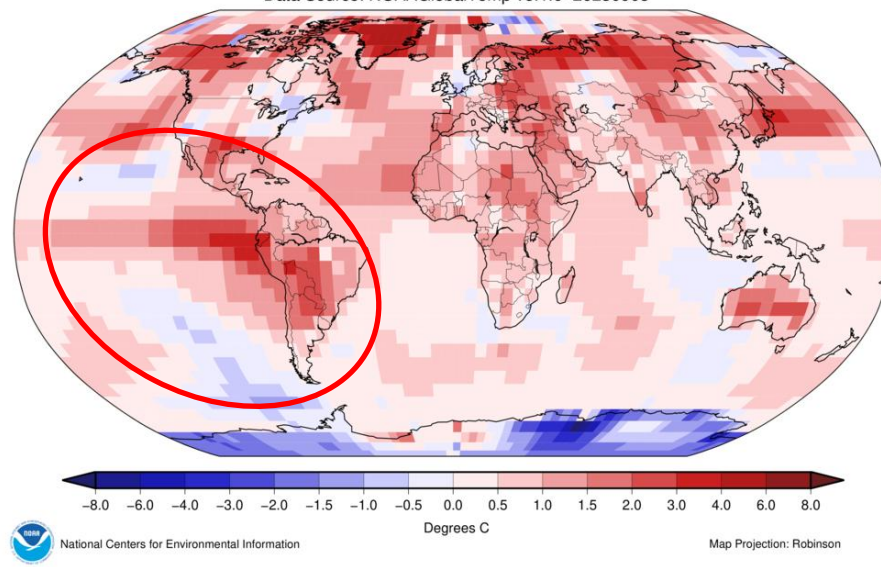 −8.0 −6.0 −4.0 −3.0 −2.0 −1.5 −1.0 −0.5 0.0 0.5 1.0 1.5 2.0 3.0 4.0 6.0 8.0
Degrees C
NOAA
National Centers for Environmental Information
Map Projection: Robinson